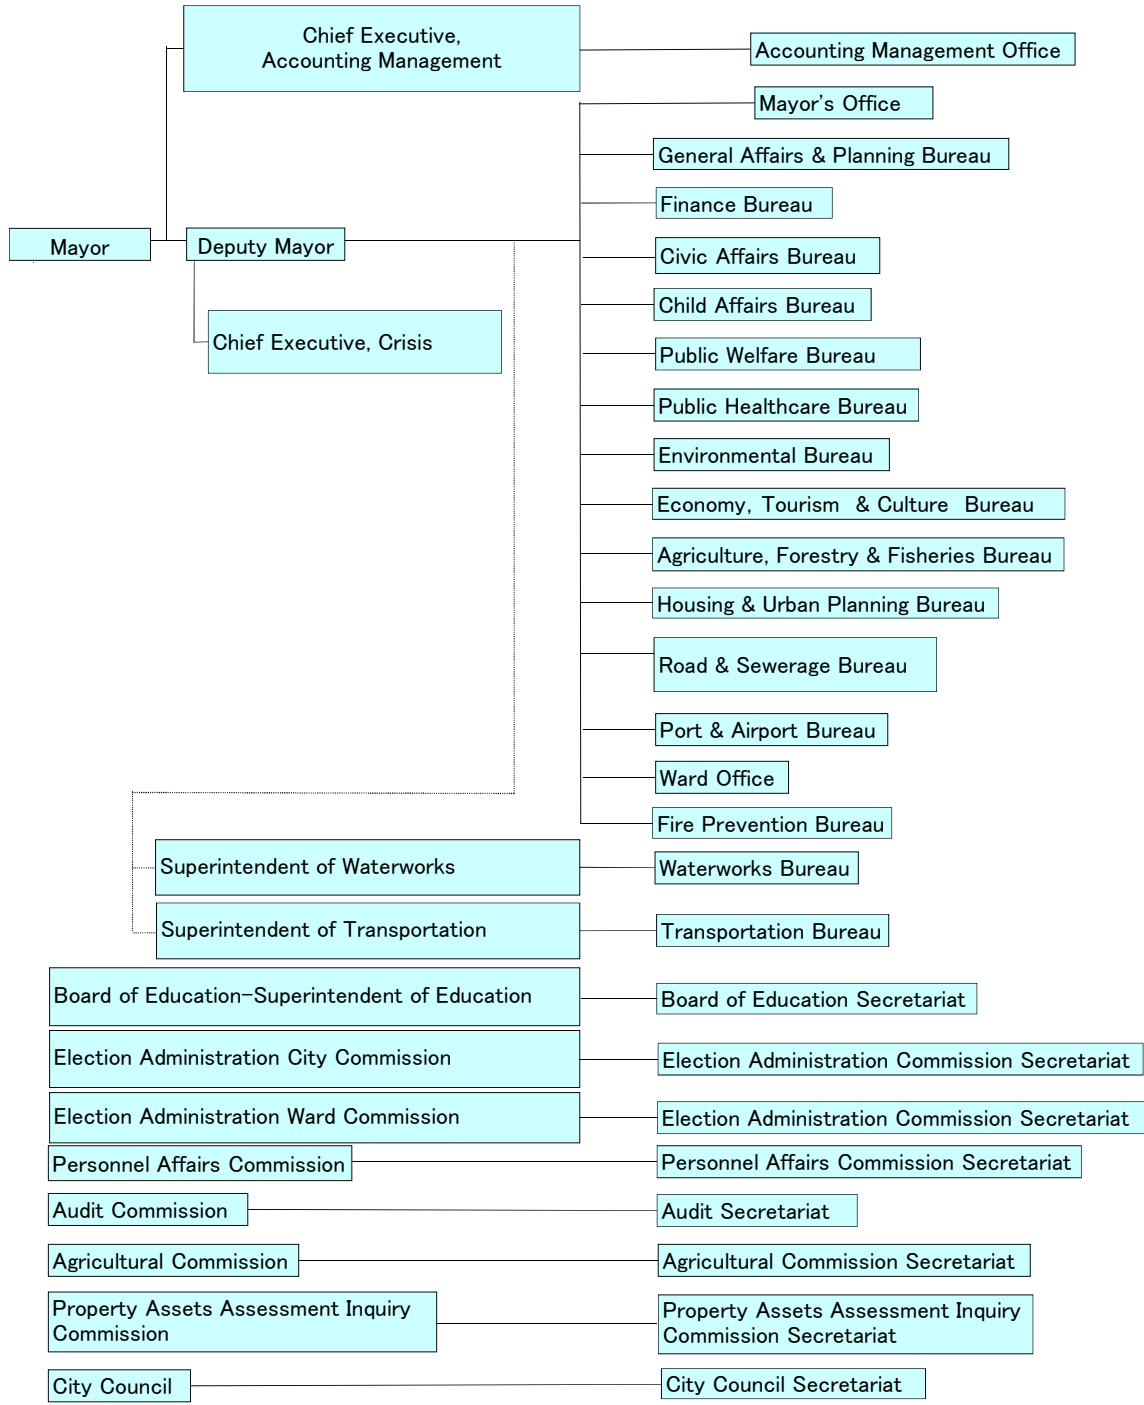 Chief Executive,
Accounting Management
Accounting Management Office
Mayor's Office
General Affairs & Planning Bureau
Finance Bureau
Mayor
Deputy Mayor
Civic Affairs Bureau
Child Affairs Bureau
Chief Executive, Crisis
Public Welfare Bureau
Public Healthcare Bureau
Environmental Bureau
Economy, Tourism & Culture Bureau
Agriculture, Forestry & Fisheries Bureau
Housing & Urban Planning Bureau
Road & Sewerage Bureau
Port & Airport Bureau
Ward Office
Fire Prevention Bureau
Superintendent of Waterworks
Waterworks Bureau
Superintendent of Transportation
Transportation Bureau
Board of Education-Superintendent of Education
Board of Education Secretariat
Election Administration City Commission
Election Administration Commission Secretariat
Election Administration Ward Commission
Election Administration Commission Secretariat
Personnel Affairs Commission
Personnel Affairs Commission Secretariat
Audit Commission
Audit Secretariat
Agricultural Commission
Agricultural Commission Secretariat
Property Assets Assessment Inquiry
Commission
Property Assets Assessment Inquiry
Commission Secretariat
City Council
City Council Secretariat